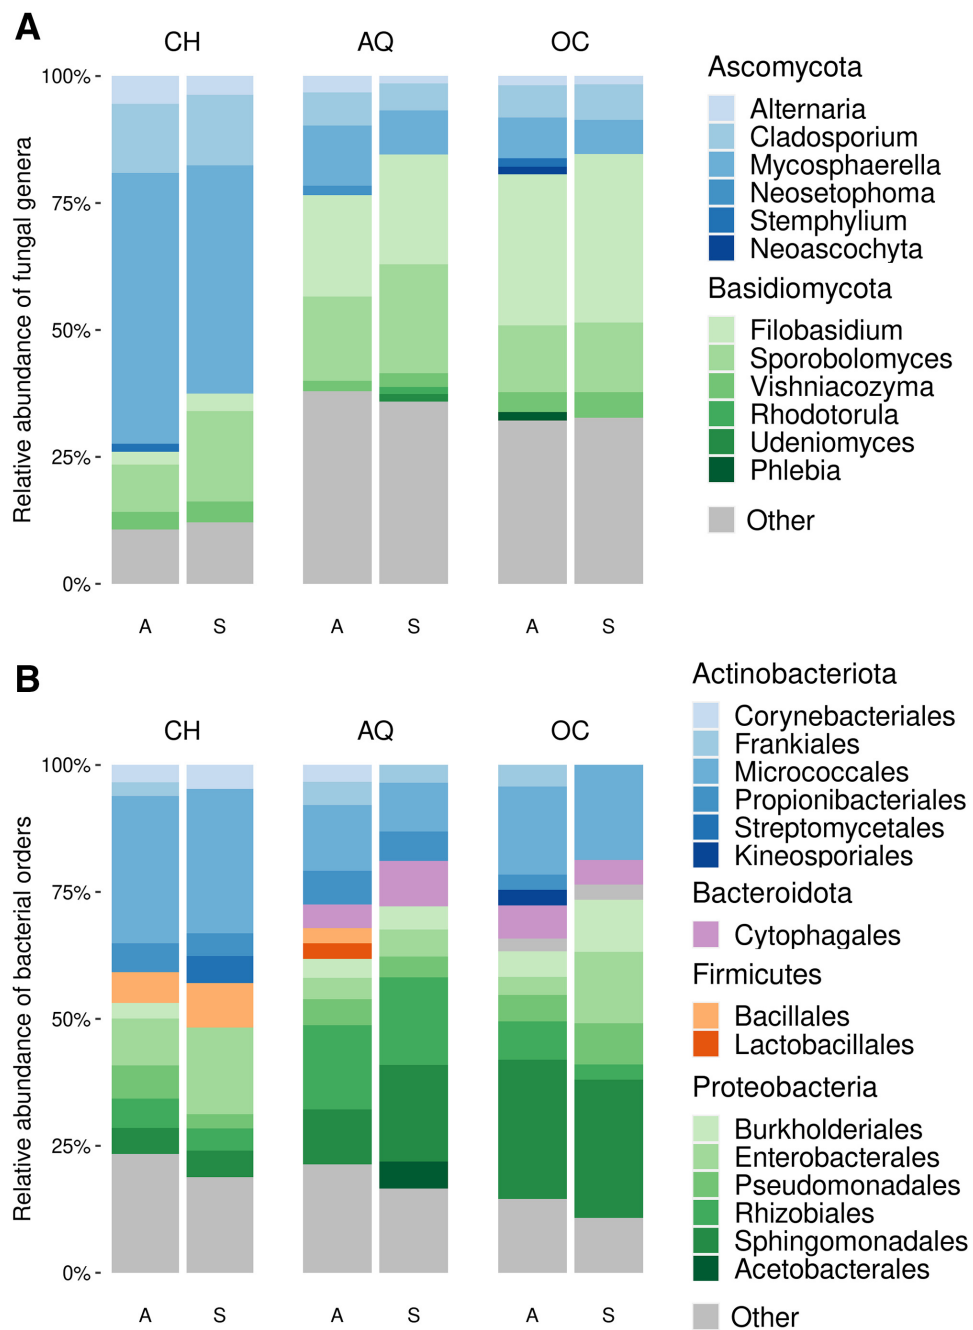 A
CH AQ OC
Relative abundance of fungal genera
100%
75%
50%
25%
0%
A S A S A S
Ascomycota
Alternaria
Cladosporium
Mycosphaerella
Neosetophoma
Stemphylium
Neoascochyta
Basidiomycota
Filobasidium
Sporobolomyces
Vishniacozyma
Rhodotorula
Udeniomyces
Phlebia
Other
B
CH AQ OC
Relative abundance of bacterial orders
100%
75%
50%
25%
0%
A S A S A S
Actinobacteriota
Corynebacteriales
Frankiales
Micrococcales
Propionibacteriales
Streptomycetales
Kineosporiales
Bacteroidota
Cytophagales
Firmicutes
Bacillales
Lactobacillales
Proteobacteria
Burkholderiales
Enterobacterales
Pseudomonadales
Rhizobiales
Sphingomonadales
Acetobacterales
Other